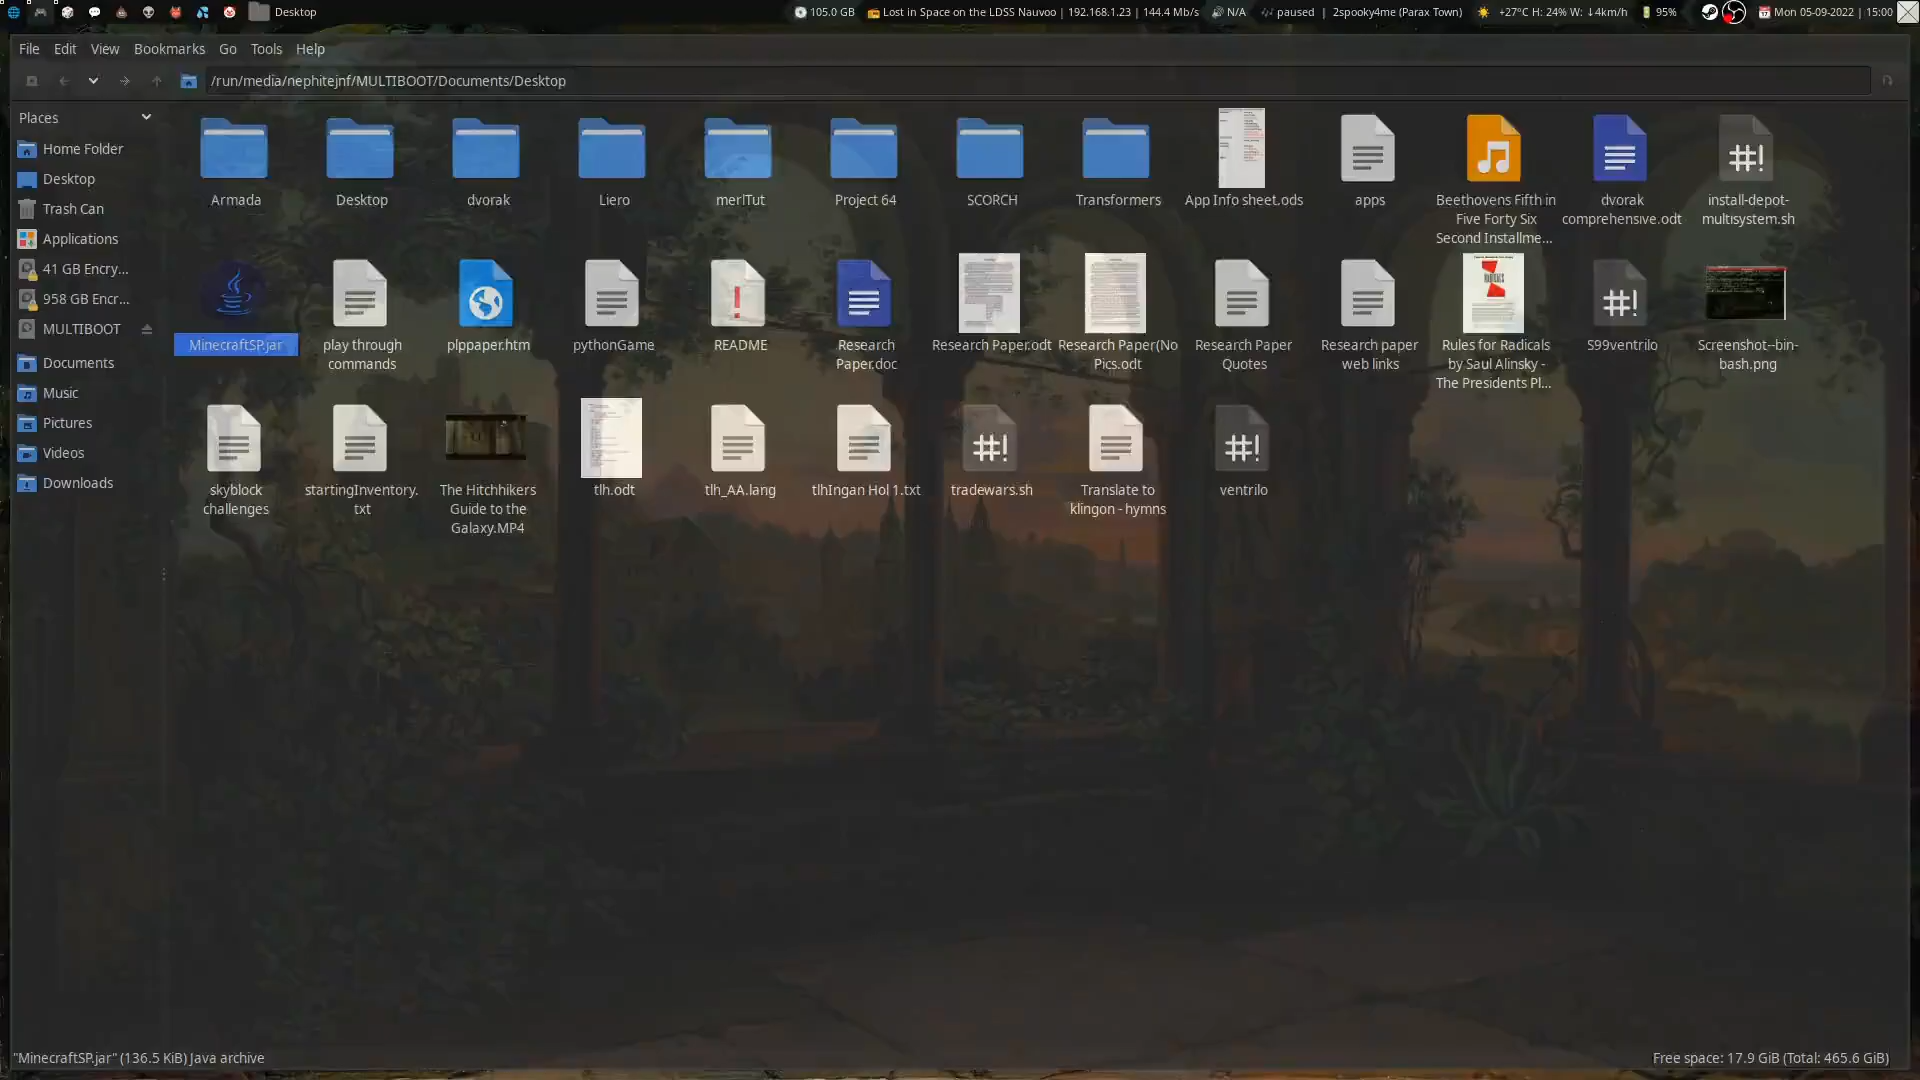 Desktop
105.0 GB
Lost in Space on the LDSS Nauvoo | 192.168.1.23 | 144.4 Mb/s
N/A
paused | 2spooky4me (Parax Town)
+27°C H: 24% W: ↓4km/h
95%
Mon 05-09-2022 | 15:00
File Edit View Bookmarks Go Tools Help
/run/media/nephitejnf/MULTIBOOT/Documents/Desktop
Places
Home Folder
Desktop
Trash Can
Applications
41 GB Encry...
958 GB Encr...
MULTIBOOT
Documents
Music
Pictures
Videos
Downloads
Armada
Desktop
dvorak
Liero
merlTut
Project 64
SCORCH
Transformers
App Info sheet.ods
apps
Beethovens Fifth in
Five Forty Six
Second Installme...
dvorak
comprehensive.odt
install-depot-
multisystem.sh
MinecraftSP.jar
play through
commands
plppaper.htm
pythonGame
README
Research
Paper.doc
Research Paper.odt
Research Paper(No
Pics.odt
Research Paper
Quotes
Research paper
web links
RADICALS
Rules for Radicals
by Saul Alinsky -
The Presidents Pl...
S99ventrilo
Screenshot--bin-
bash.png
skyblock
challenges
startingInventory.
txt
The Hitchhikers
Guide to the
Galaxy.MP4
tlh.odt
tlh_AA.lang
tlhIngan Hol 1.txt
tradewars.sh
Translate to
klingon - hymns
ventrilo
"MinecraftSP.jar" (136.5 KiB) Java archive
Free space: 17.9 GiB (Total: 465.6 GiB)